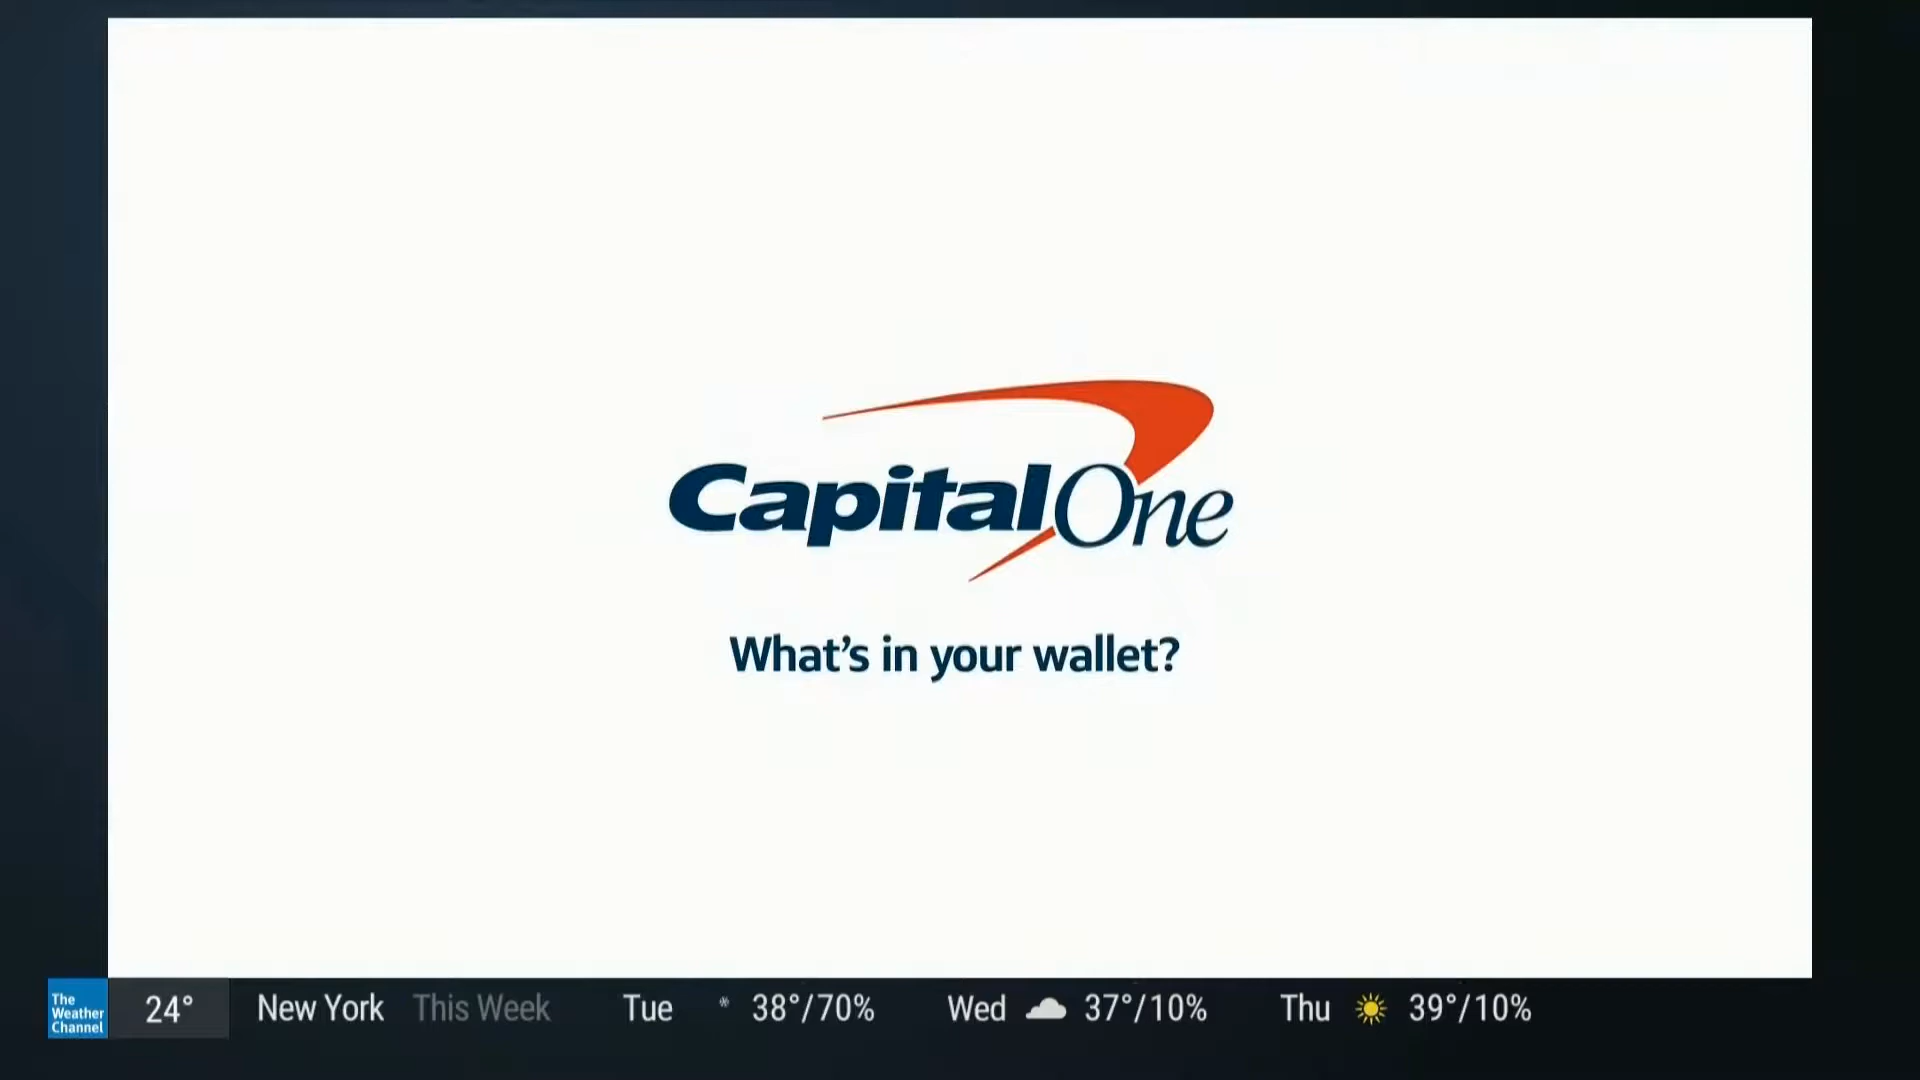 CapitalOne
What's in your wallet?
The
Weather
Channel
24° New York This Week Tue 38°/70% Wed 37°/10% Thu 39°/10%